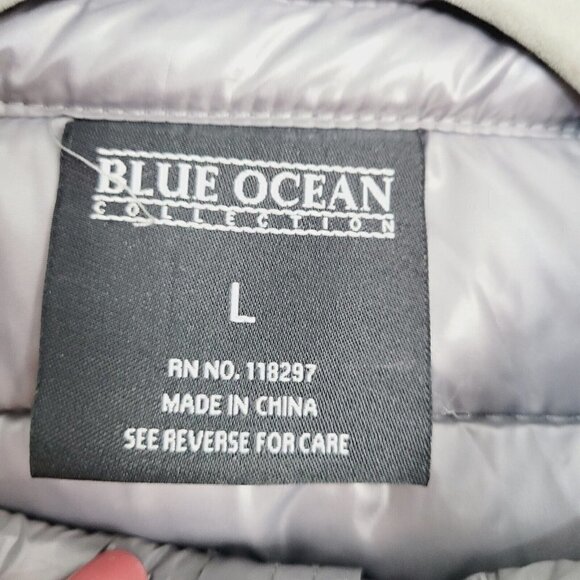 BLUE OCEAN
COLLECTION
L
RN NO. 118297
MADE IN CHINA
SEE REVERSE FOR CARE